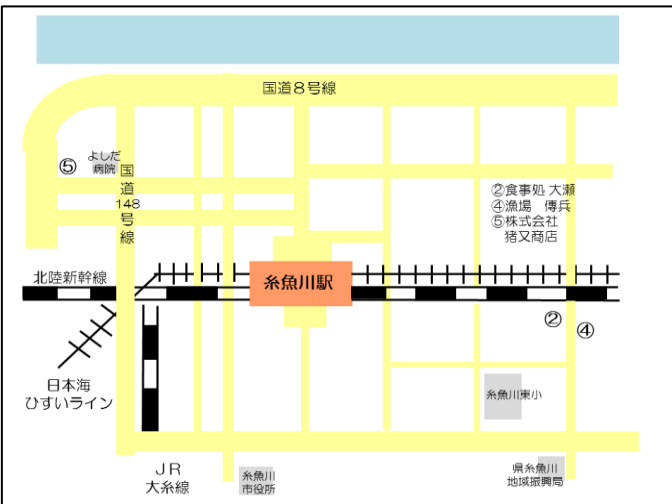 国道８号線
よしだ
病院
⑤
国
道
148
号
線
②食事処 大瀬
④漁場　傳兵
⑤株式会社
猪又商店
北陸新幹線
糸魚川駅
②
④
日本海
ひすいライン
糸魚川東小
ＪＲ
大糸線
糸魚川
市役所
県糸魚川
地域振興局